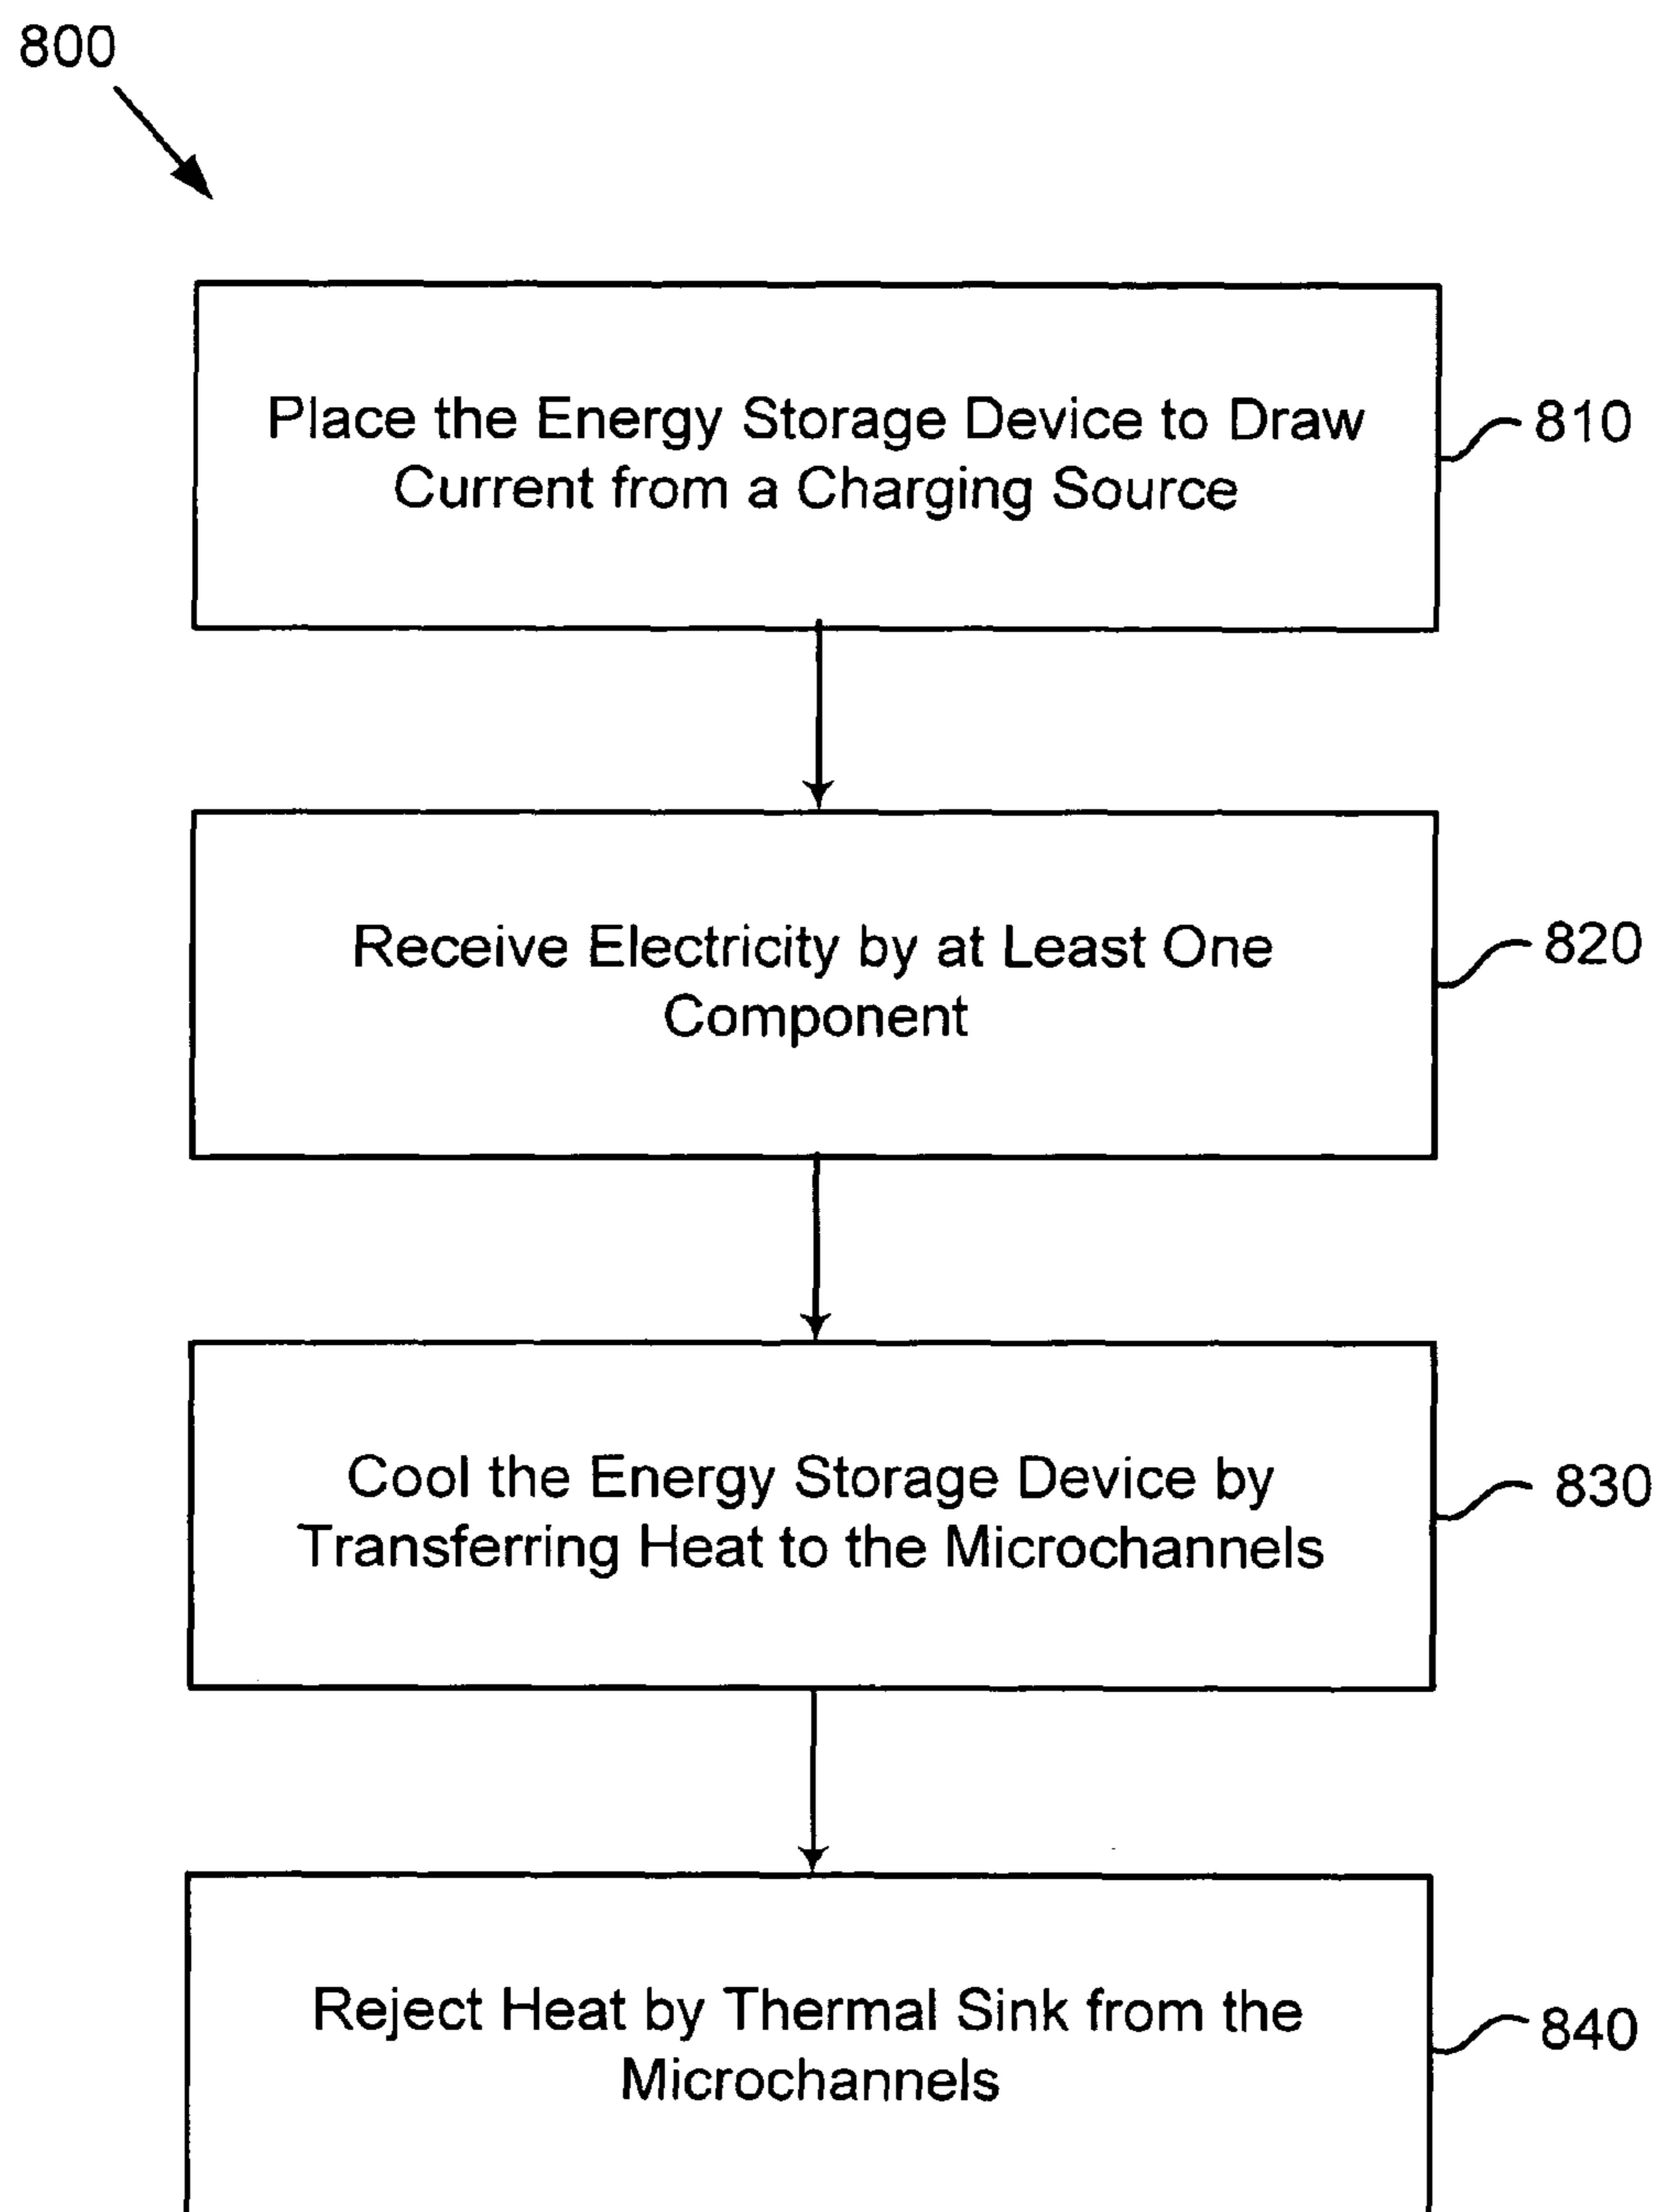 800
Place the Energy Storage Device to Draw
Current from a Charging Source
810
Receive Electricity by at Least One
Component
820
Cool the Energy Storage Device by
Transferring Heat to the Microchannels
830
Reject Heat by Thermal Sink from the
Microchannels
840